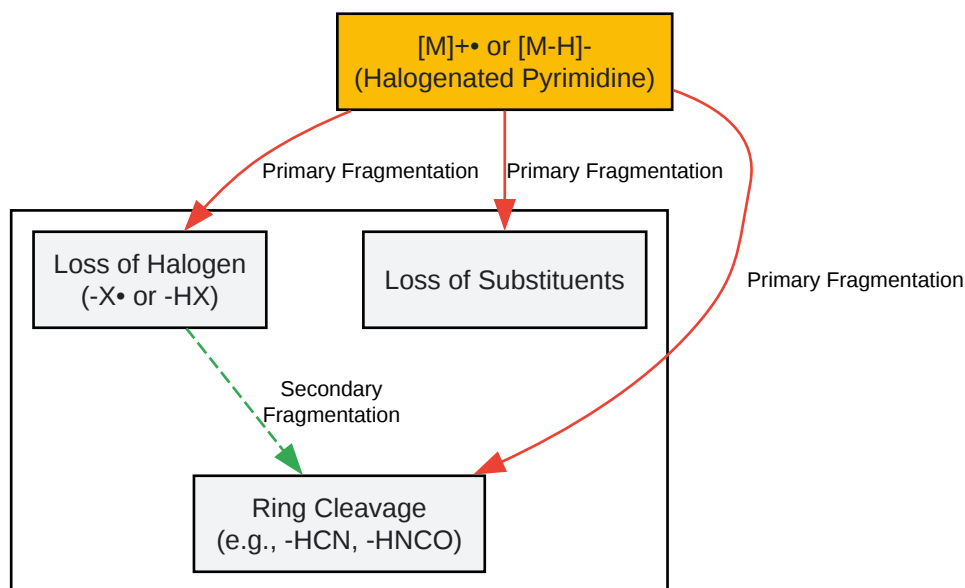 [M]+• or [M-H]-
(Halogenated Pyrimidine)
Primary Fragmentation
Primary Fragmentation
Loss of Halogen
(-X• or -HX)
Loss of Substituents
Primary Fragmentation
Secondary
Fragmentation
Ring Cleavage
(e.g., -HCN, -HNCO)